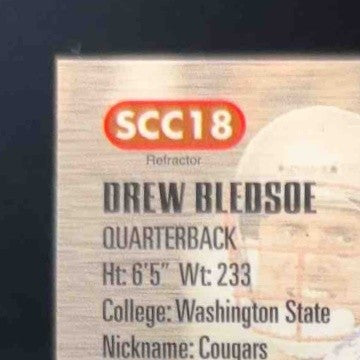 SCC18
Refractor
DREW BLEDSOE
QUARTERBACK
Ht: 6'5" Wt: 233
College: Washington State
Nickname: Cougars